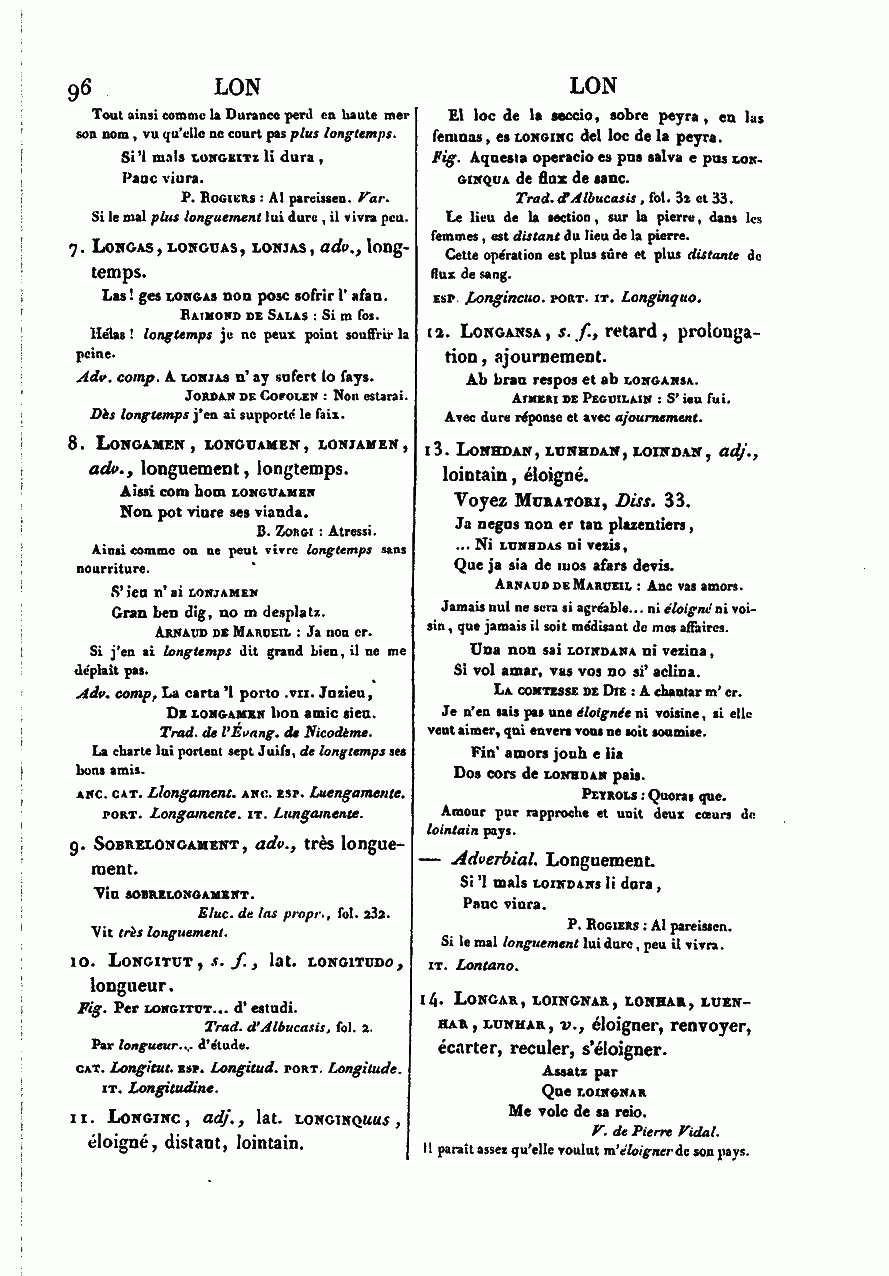 96 LON LON
Tout ainsi comme la Durance perd en haute mer
son nom, vu qu'elle ne court pas plus longtemps.
Si'l mals LONGEITZ li dura,
Pauc viura.
P. ROGIERS : Al pareissen. Var.
Si le mal plus longuement lui dure, il vivra peu.
7. LONGAS, LONGUAS, LONJAS, adv., long-
temps.
Las! ges LONGAS non posc sofrir l'afan.
RAIMOND DE SALAS : Si m fos.
Hélas! longtemps je ne peux point souffrir la
peine.
Adv. comp. A LONJAS n'ay sufert lo fays.
JORDAN DE COFOLEN : Non estarai.
Dès longtemps j'en ai supporté le faix.
8. LONGAMEN, LONGUAMEN, LONJAMEN,
adv., longuement, longtemps.
Aissi com hom LONGUAMEN
Non pot viure ses vianda.
B. ZORGI : Atressi.
Ainsi comme on ne peut vivre longtemps sans
nourriture.
S'ieu n'ai LONJAMEN
Gran ben dig, no m desplatz.
ARNAUD DE MARUEIL : Ja non er.
Si j'en ai longtemps dit grand bien, il ne me
déplaît pas.
Adv. comp, La carta'l porto .VII. Juzieu,
DE LONGAMEN bon amic sieu.
Trad. de l'Évang. de Nicodème.
La charte lui portent sept Juifs, de longtemps ses
bons amis.
ANC. CAT. Llongament. ANC. ESP. Luengamente.
PORT. Longamente. IT. Lungamente.
9. SOBRELONGAMENT, adv., très longue-
ment.
Viu SOBRELONGAMENT.
Eluc. de las propr., fol. 232.
Vit très longuement.
10. LONGITUT, s. f., lat. LONGITUDO,
longueur.
Fig. Per LONGITUT... d'estudi.
Trad. d'Albucasis, fol. 2.
Par longueur... d'étude.
CAT. Longitut. ESP. Longitud. PORT. Longitude.
IT. Longitudine.
11. LONGINC, adj., lat. LONGINQUUS,
éloigné, distant, lointain.
El loc de la seccio, sobre peyra, en las
femnas, es LONGINC del loc de la peyra.
Fig. Aquesta operacio es pus salva e pus LON-
GINQUA de flux de sanc.
Trad. d'Albucasis, fol. 32 et 33.
Le lieu de la section, sur la pierre, dans les
femmes, est distant du lieu de la pierre.
Cette opération est plus sûre et plus distante de
flux de sang.
ESP. Longincuo. PORT. IT. Longinquo.
12. LONGANSA, s. f., retard, prolonga-
tion, ajournement.
Ab brau respos et ab LONGANSA.
AIMERI DE PEGUILAIN : S'ieu fui.
Avec dure réponse et avec ajournement.
13. LONHDAN, LUNHDAN, LOINDAN, adj.,
lointain, éloigné.
Voyez MURATORI, Diss. 33.
Ja negus non er tan plazentiers,
... Ni LUNHDAS ni vezis,
Que ja sia de mos afars devis.
ARNAUD DE MARUEIL : Anc vas amors.
Jamais nul ne sera si agréable... ni éloigné ni voi-
sin, que jamais il soit médisant de mes affaires.
Una non sai LOINDANA ni vezina,
Si vol amar, vas vos no si' aclina.
LA COMTESSE DE DIE : A chantar m'er.
Je n'en sais pas une éloignée ni voisine, si elle
veut aimer, qui envers vous ne soit soumise.
Fin' amors jonh e lia
Dos cors de LONHDAN pais.
PEYROLS : Quoras que.
Amour pur rapproche et unit deux cœurs de
lointain pays.
— Adverbial. Longuement.
Si'l mals LOINDANS li dura,
Pauc viura.
P. ROGIERS : Al pareissen.
Si le mal longuement lui dure, peu il vivra.
IT. Lontano.
14. LONGAR, LOINGNAR, LONHAR, LUEN-
HAR, LUNHAR, v., éloigner, renvoyer,
écarter, reculer, s'éloigner.
Assatz par
Que LOINGNAR
Me volc de sa reio.
V. de Pierre Vidal.
Il paraît assez qu'elle voulut m'éloigner de son pays.